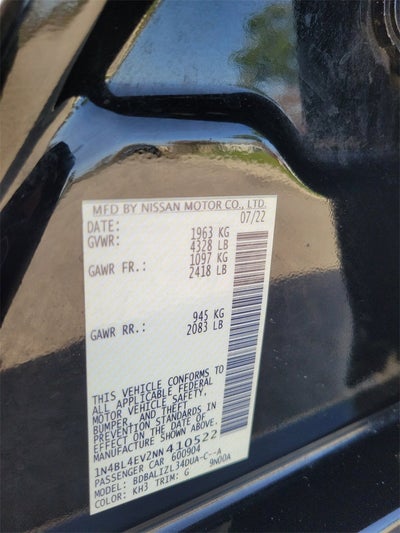 MFD BY NISSAN MOTOR CO., LTD.
DATE: 07/22
GVWR: 1963 KG
4328 LB
GAWR FR.: 1097 KG
2418 LB
GAWR RR.: 945 KG
2083 LB
THIS VEHICLE CONFORMS TO
ALL APPLICABLE FEDERAL
MOTOR VEHICLE SAFETY,
BUMPER, AND THEFT
PREVENTION STANDARDS IN
EFFECT ON THE DATE OF
MANUFACTURE SHOWN ABOVE.
1N4BL4EV2NN410522
PASSENGER CAR 600904
MODEL: BDBALIZL34DUA-C--A
COLOR: KH3 TRIM: G 9N00A